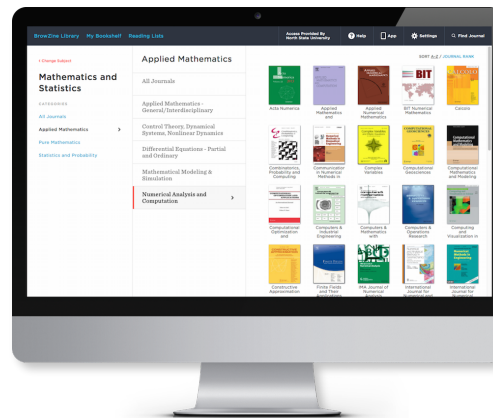 BrowZine Library My Bookshelf Reading Lists
Access Provided By
North State University
Help
App
Settings
Find Journal
Change Subject
Mathematics and
Statistics
CATEGORIES
All Journals
Applied Mathematics
Pure Mathematics
Statistics and Probability
Applied Mathematics
All Journals
Applied Mathematics -
General/Interdisciplinary
Control Theory, Dynamical
Systems, Nonlinear Dynamics
Differential Equations - Partial
and Ordinary
Mathematical Modeling &
Simulation
Numerical Analysis and
Computation
SORT A-Z / JOURNAL RANK
BIT
Acta Numerica
Applied
Mathematics
and
Applied
Numerical
Mathematics
BIT Numerical
Mathematics
Calcolo
Combinatorics,
Probability and
Computing
Communications
in Numerical
Methods in
Complex
Variables
Computational
Geosciences
Computational
Mathematics
and Modeling
Computational
Optimization
and
Computers &
Industrial
Engineering
Computers &
Mathematics
with
Computers &
Operations
Research
Computing
and
Visualization in
Constructive
Approximation
Finite Fields
and Their
Applications
IMA Journal of
Numerical
Analysis
International
Journal for
Numerical and
International
Journal for
Numerical